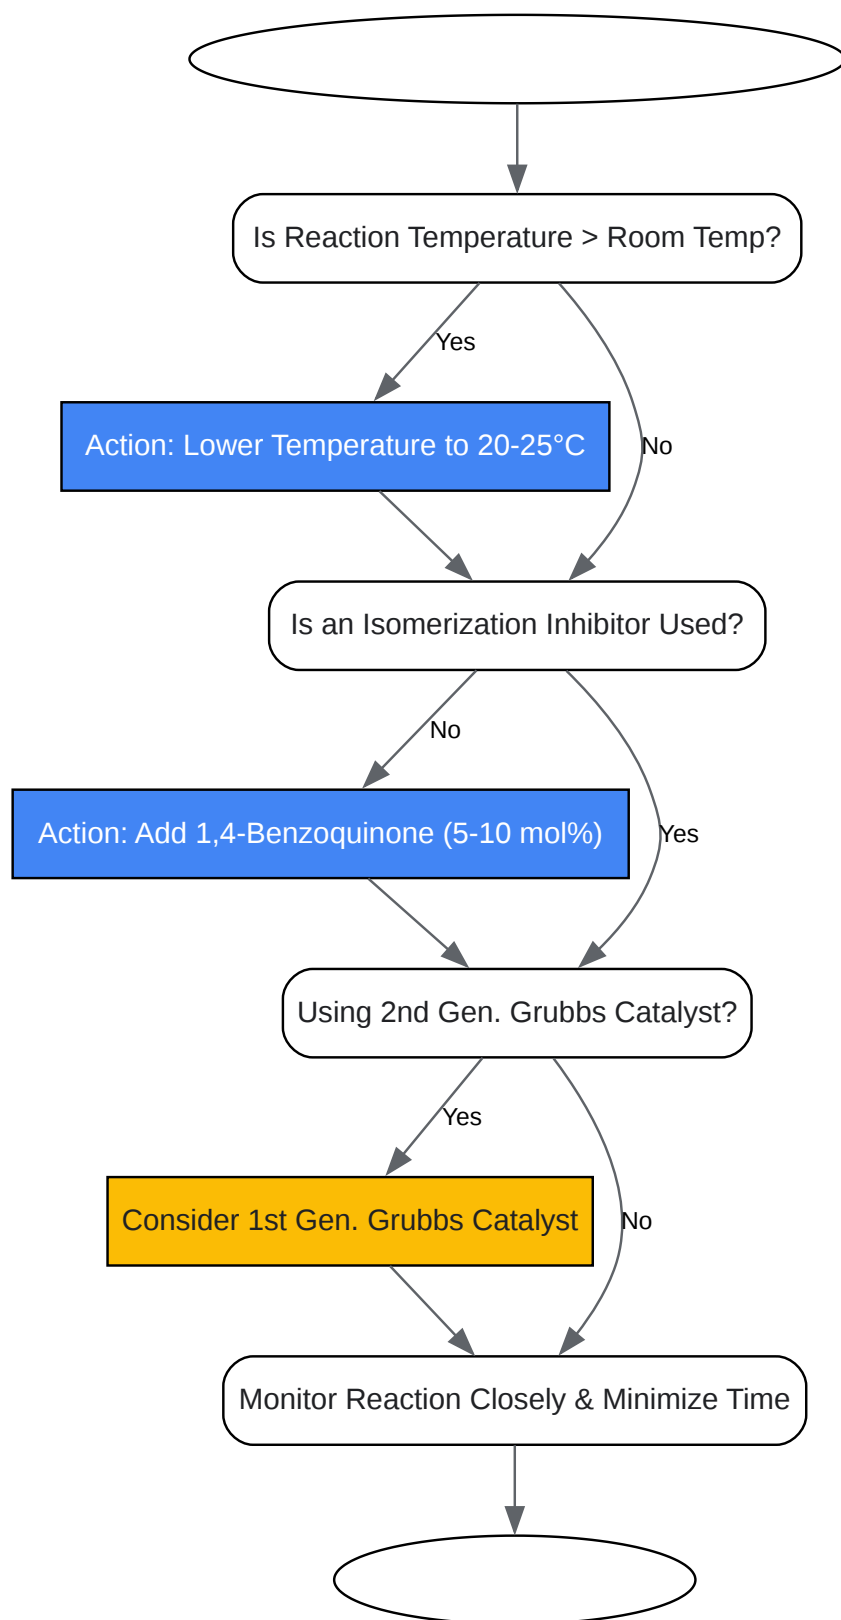 Is Reaction Temperature > Room Temp?
Yes
Action: Lower Temperature to 20-25°C
No
Is an Isomerization Inhibitor Used?
No
Action: Add 1,4-Benzoquinone (5-10 mol%)
Yes
Using 2nd Gen. Grubbs Catalyst?
Yes
Consider 1st Gen. Grubbs Catalyst
No
Monitor Reaction Closely & Minimize Time